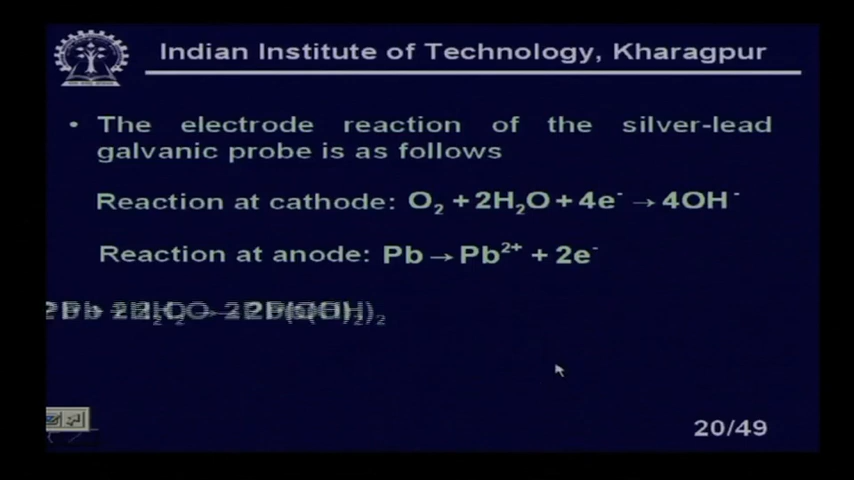 Indian Institute of Technology, Kharagpur
• The electrode reaction of the silver-lead
galvanic probe is as follows
Reaction at cathode: O₂ + 2H₂O + 4e⁻ → 4OH⁻
Reaction at anode: Pb → Pb²⁺ + 2e⁻
20/49